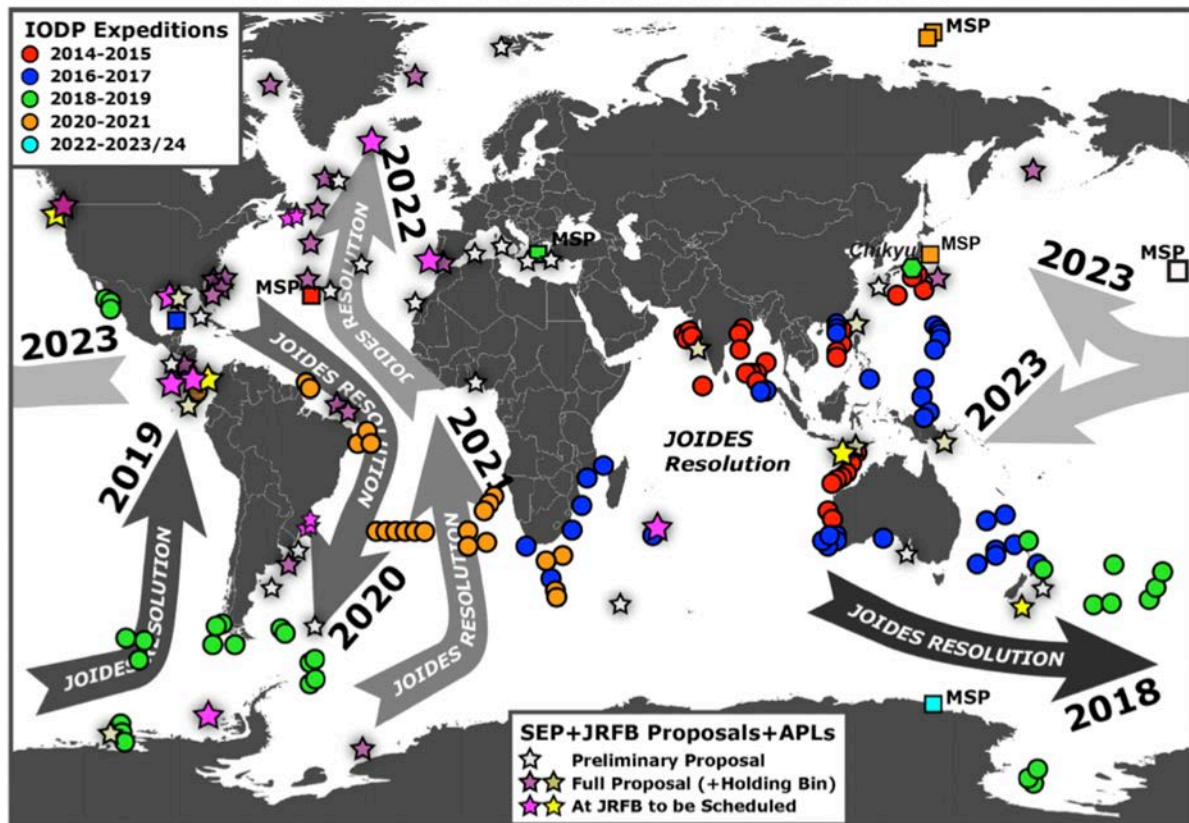 IODP Expeditions
2014-2015
2016-2017
2018-2019
2020-2021
2022-2023/24
MSP
2022
JOIDES RESOLUTION
MSP
MSP
Chikyu
MSP
MSP
2023
2023
JOIDES RESOLUTION
2023
JOIDES
Resolution
2019
2021
JOIDES RESOLUTION
2020
JOIDES RESOLUTION
JOIDES RESOLUTION
MSP
2018
SEP+JRFB Proposals+APLs
Preliminary Proposal
Full Proposal (+Holding Bin)
At JRFB to be Scheduled